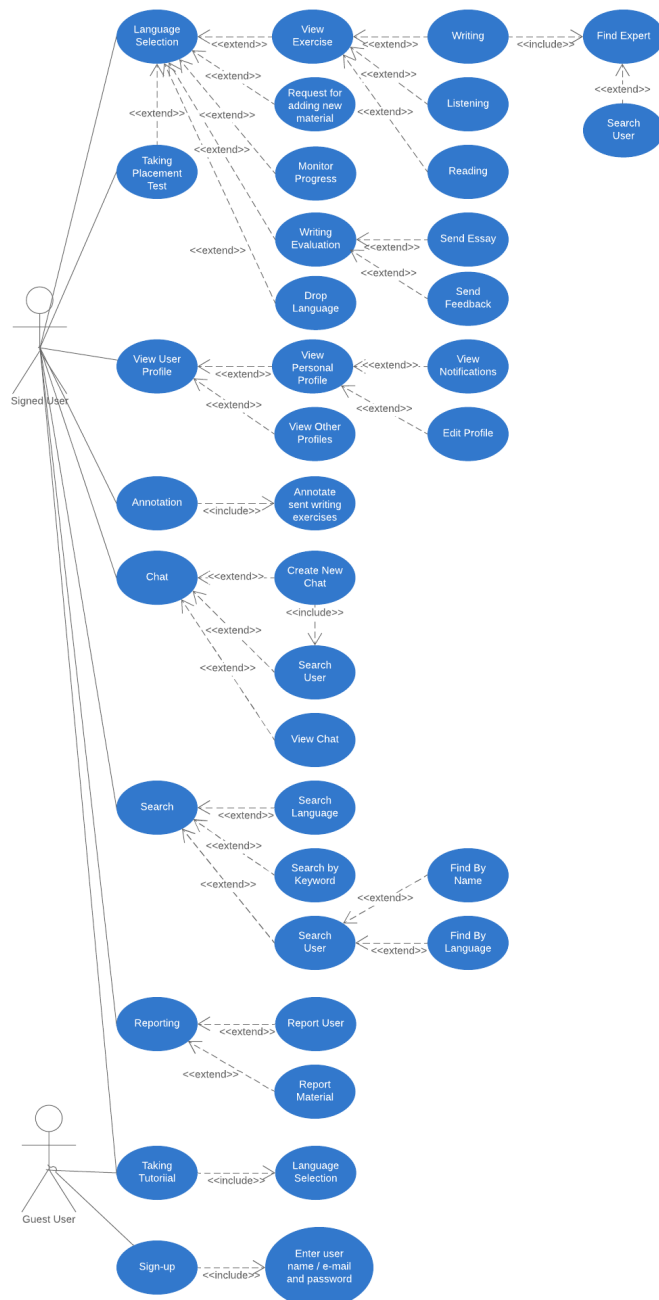 Language
Selection
<<extend>>
View
Exercise
<<extend>>
Writing
<<include>>
Find Expert
<<extend>>
Request for
adding new
material
Listening
<<extend>>
<<extend>>
<<extend>>
<<extend>>
Search
User
Taking
Placement
Test
<<extend>>
Monitor
Progress
Reading
Writing
Evaluation
<<extend>>
Send Essay
<<extend>>
<<extend>>
Drop
Language
Send
Feedback
Signed User
View User
Profile
<<extend>>
View
Personal
Profile
<<extend>>
View
Notifications
<<extend>>
View Other
Profiles
<<extend>>
Edit Profile
Annotation
<<include>>
Annotate
sent writing
exercises
Chat
<<extend>>
Create New
Chat
<<include>>
<<extend>>
Search
User
<<extend>>
View Chat
Search
<<extend>>
Search
Language
<<extend>>
Search by
Keyword
Find By
Name
<<extend>>
<<extend>>
Search
User
<<extend>>
Find By
Language
Reporting
<<extend>>
Report User
<<extend>>
Report
Material
Guest User
Taking
Tutoriial
<<include>>
Language
Selection
Sign-up
<<include>>
Enter user
name / e-mail
and password